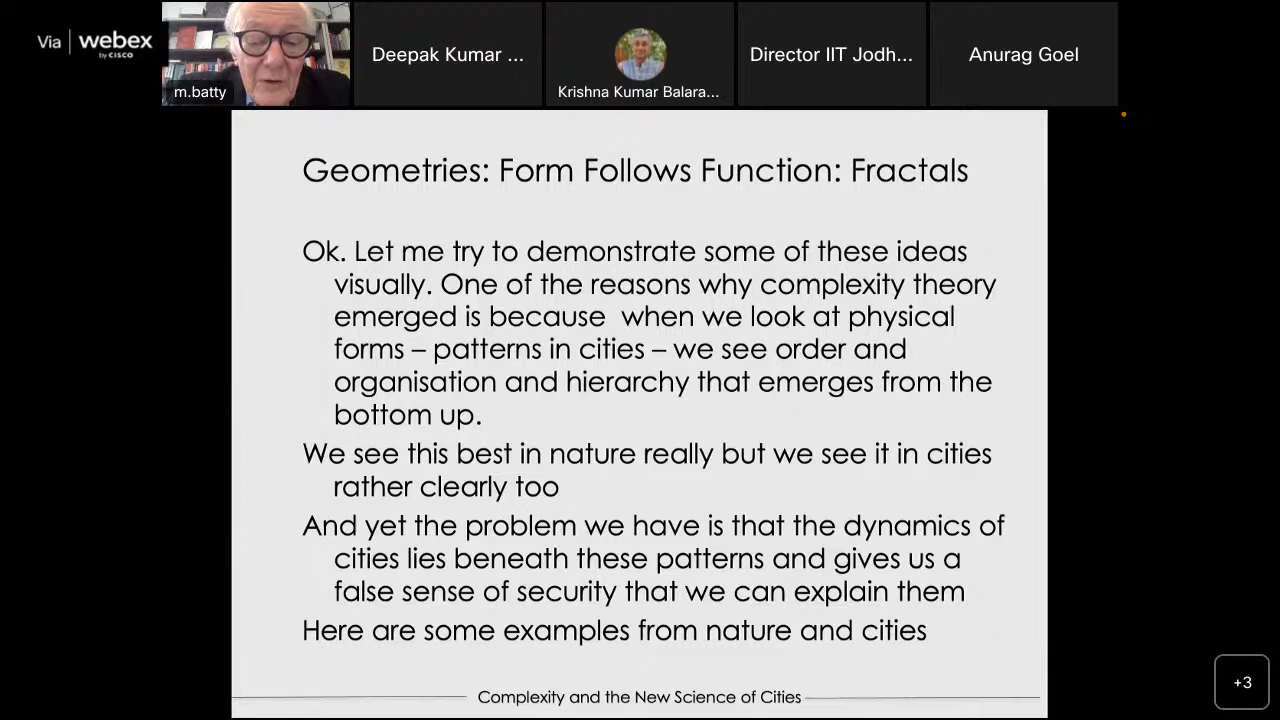 Via webex
by CISCO
m.batty
Deepak Kumar ...
Krishna Kumar Balara...
Director IIT Jodh...
Anurag Goel
Geometries: Form Follows Function: Fractals
Ok. Let me try to demonstrate some of these ideas
visually. One of the reasons why complexity theory
emerged is because  when we look at physical
forms – patterns in cities – we see order and
organisation and hierarchy that emerges from the
bottom up.
We see this best in nature really but we see it in cities
rather clearly too
And yet the problem we have is that the dynamics of
cities lies beneath these patterns and gives us a
false sense of security that we can explain them
Here are some examples from nature and cities
Complexity and the New Science of Cities
+3